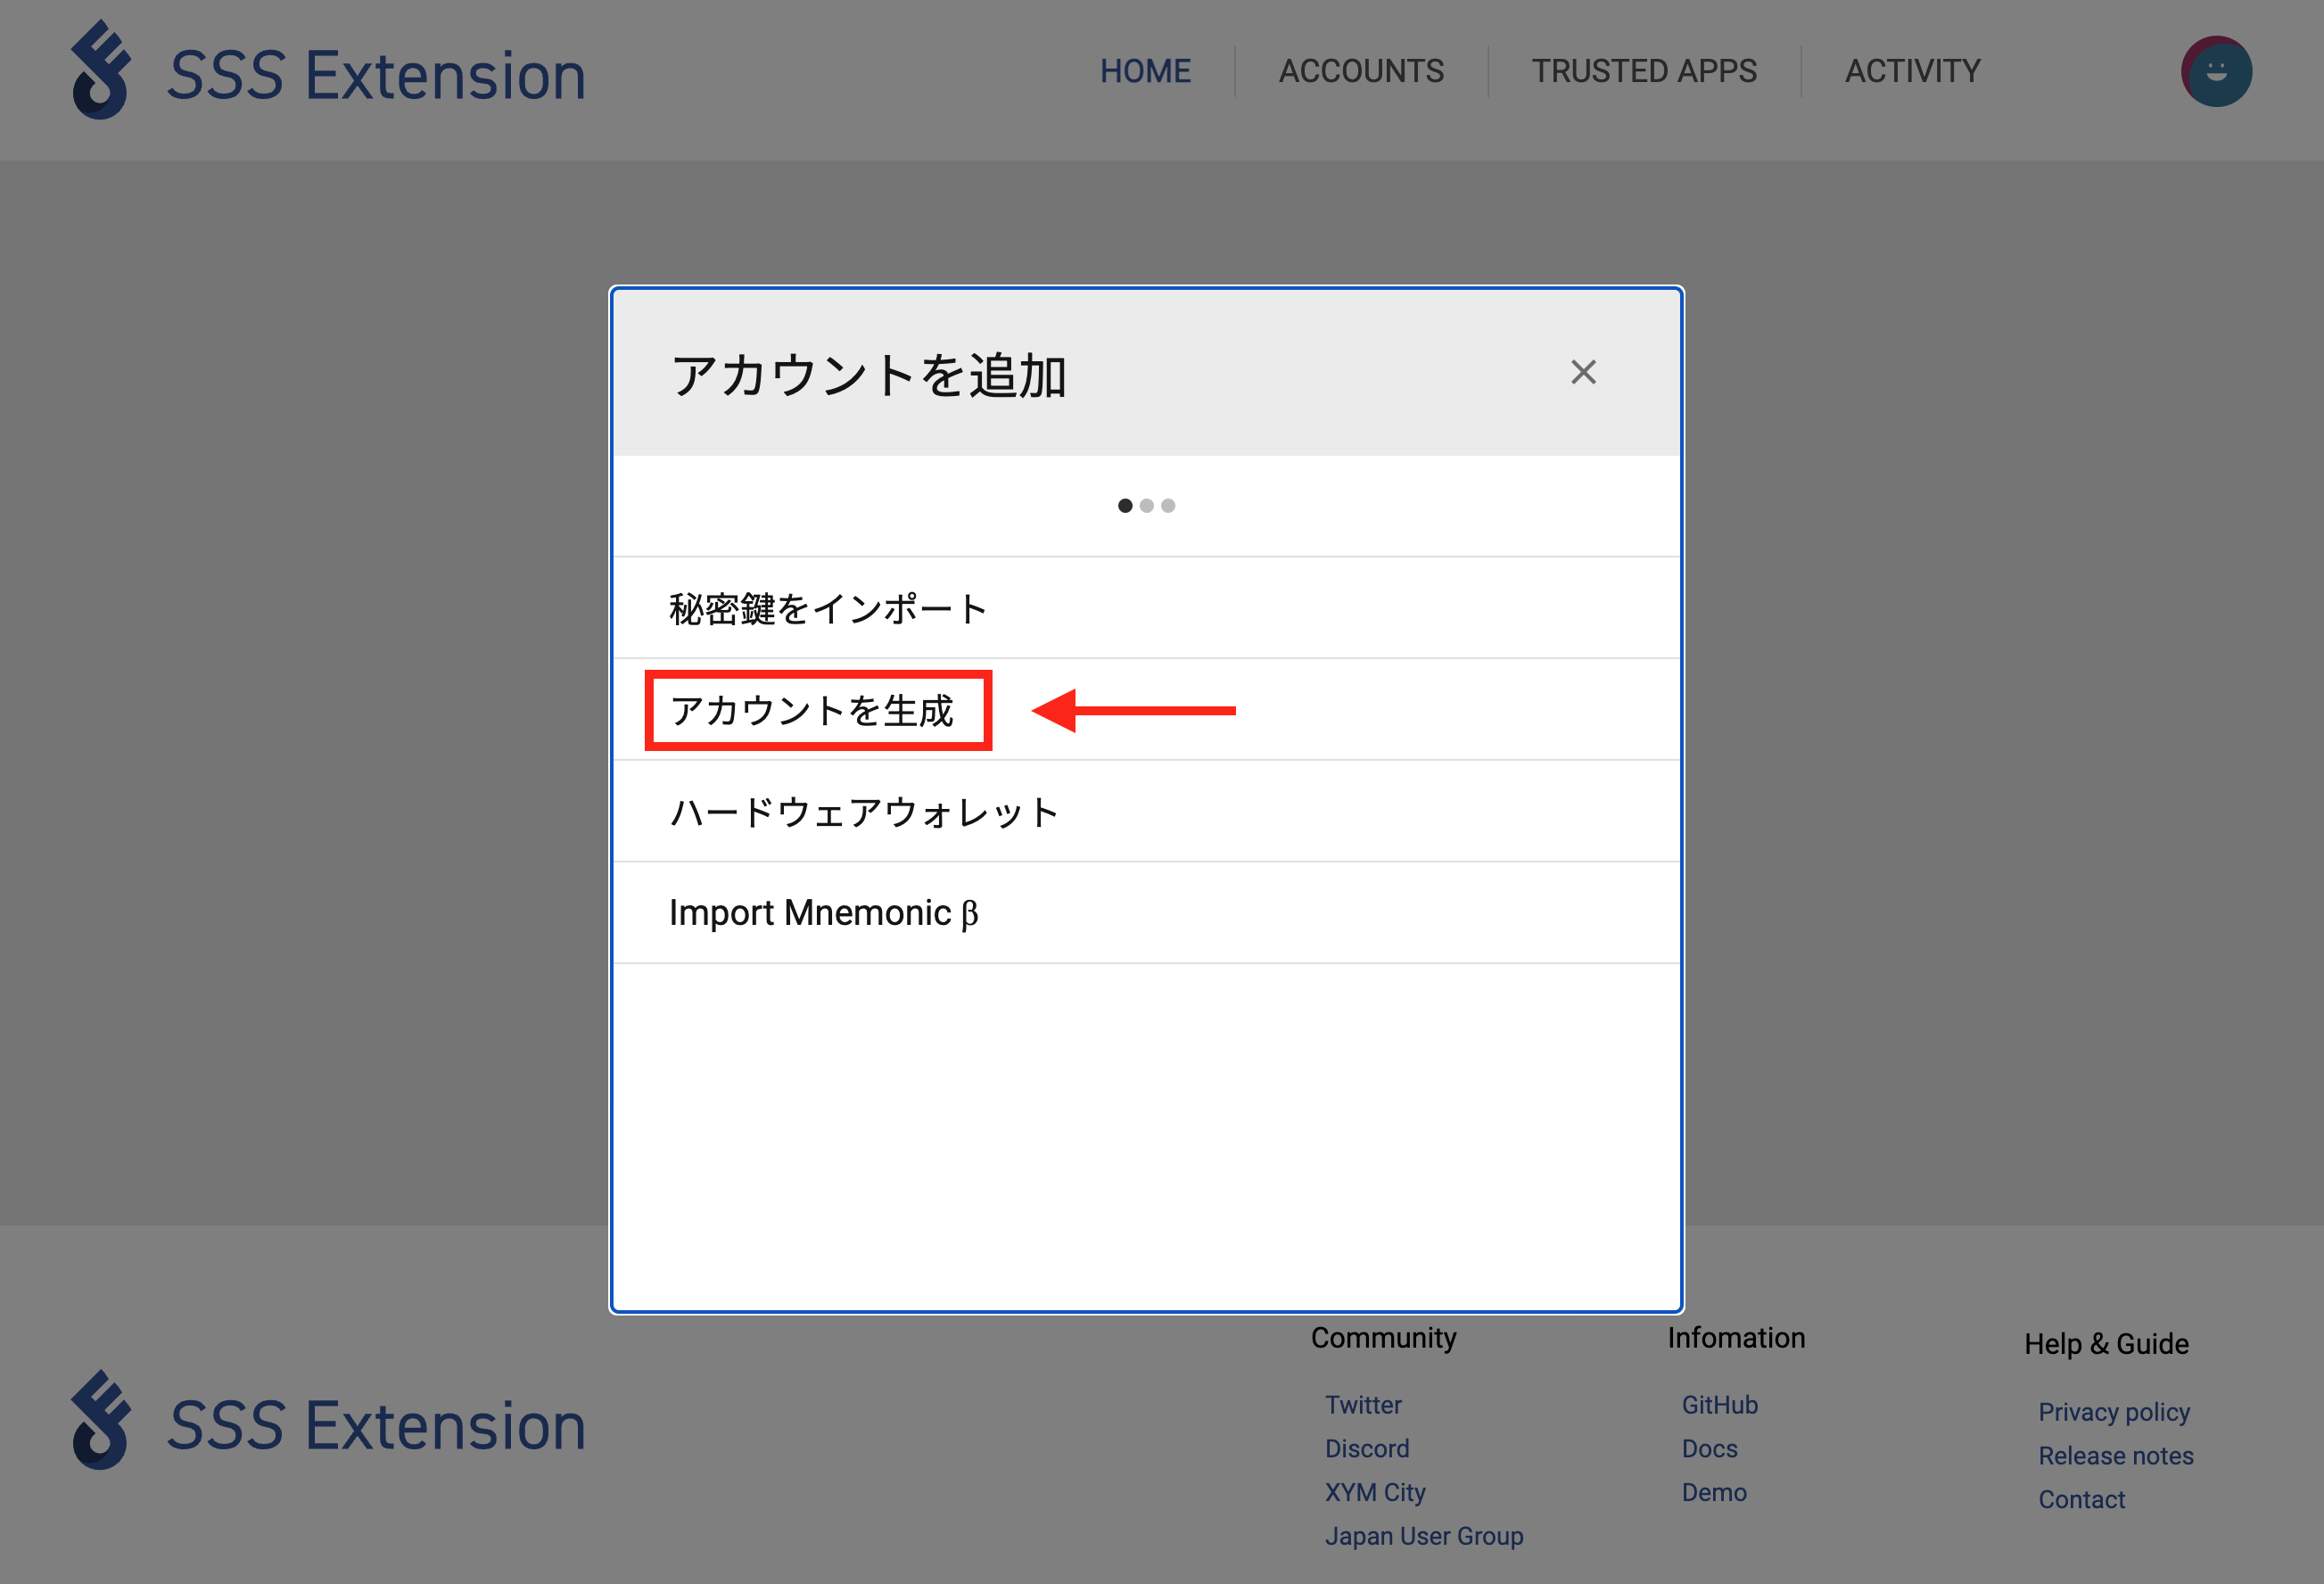 SSS Extension
HOME
ACCOUNTS
TRUSTED APPS
ACTIVITY
アカウントを追加
秘密鍵をインポート
アカウントを生成
ハードウェアウォレット
Import Mnemonic β
SSS Extension
Community
Twitter
Discord
XYM City
Japan User Group
Infomation
GitHub
Docs
Demo
Help & Guide
Privacy policy
Release notes
Contact